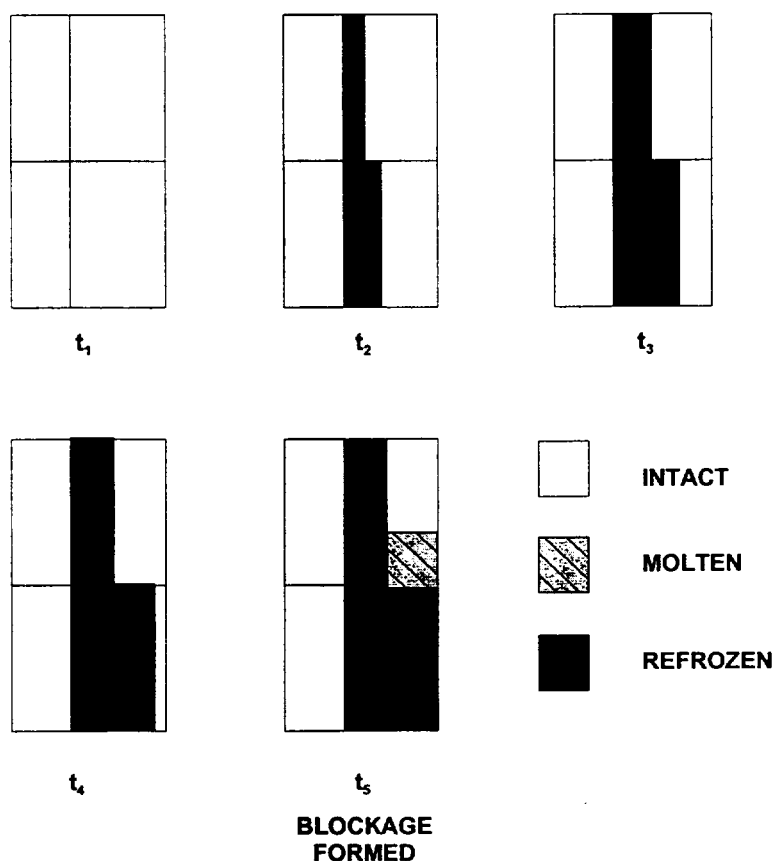 t₁
t₂
t₃
INTACT
MOLTEN
REFROZEN
t₄
t₅
BLOCKAGE
FORMED